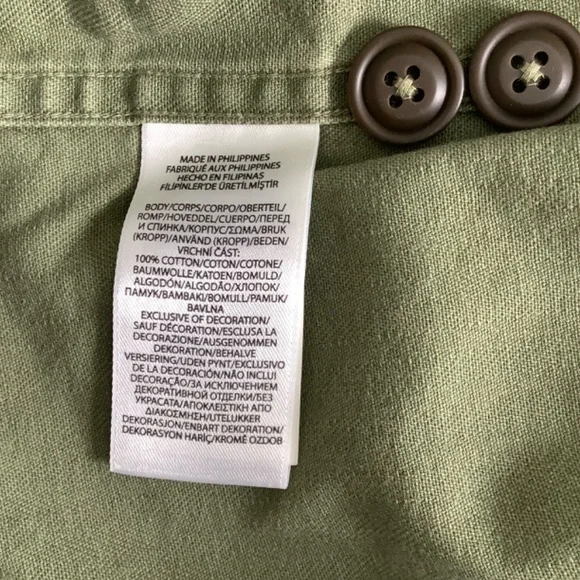 MADE IN PHILIPPINES
FABRIQUÉ AUX PHILIPPINES
HECHO EN FILIPINAS
FİLİPİNLER'DE ÜRETİLMİŞTİR
BODY/CORPS/CORPO/OBERTEIL/
ROMP/HOVEDDEL/CUERPO/ПЕРЕД
И СПИНКА/КОРПУС/ΣΩΜΑ/BRUK
(KROPP)/ANVÄND (KROPP)/BEDEN/
VRCHNÍ ČÁST:
100% COTTON/COTON/COTONE/
BAUMWOLLE/KATOEN/BOMULD/
ALGODÓN/ALGODÃO/ХЛОПОК/
ПАМУК/ΒΑΜΒΑΚΙ/BOMULL/PAMUK/
BAVLNA
EXCLUSIVE OF DECORATION/
SAUF DÉCORATION/ESCLUSA LA
DECORAZIONE/AUSGENOMMEN
DEKORATION/BEHALVE
VERSIERING/UDEN PYNT/EXCLUSIVO
DE LA DECORACIÓN/NÃO INCLUI
DECORAÇÃO/ЗА ИСКЛЮЧЕНИЕМ
ДЕКОРАТИВНОЙ ОТДЕЛКИ/БЕЗ
УКРАСАТА/ΑΠΟΚΛΕΙΣΤΙΚΗ ΑΠΟ
ΔΙΑΚΟΣΜΗΣΗ/UTELUKKER
DEKORASJON/ENBART DEKORATION/
DEKORASYON HARİÇ/KROMĚ OZDOB